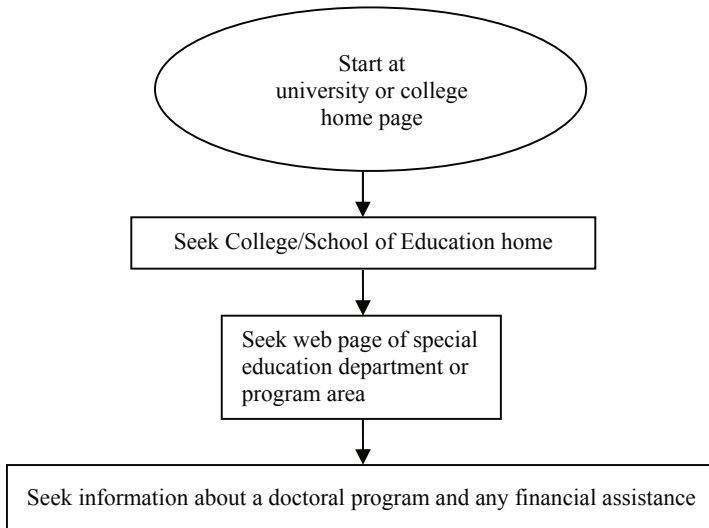 Start at
university or college
home page
Seek College/School of Education home
Seek web page of special
education department or
program area
Seek information about a doctoral program and any financial assistance